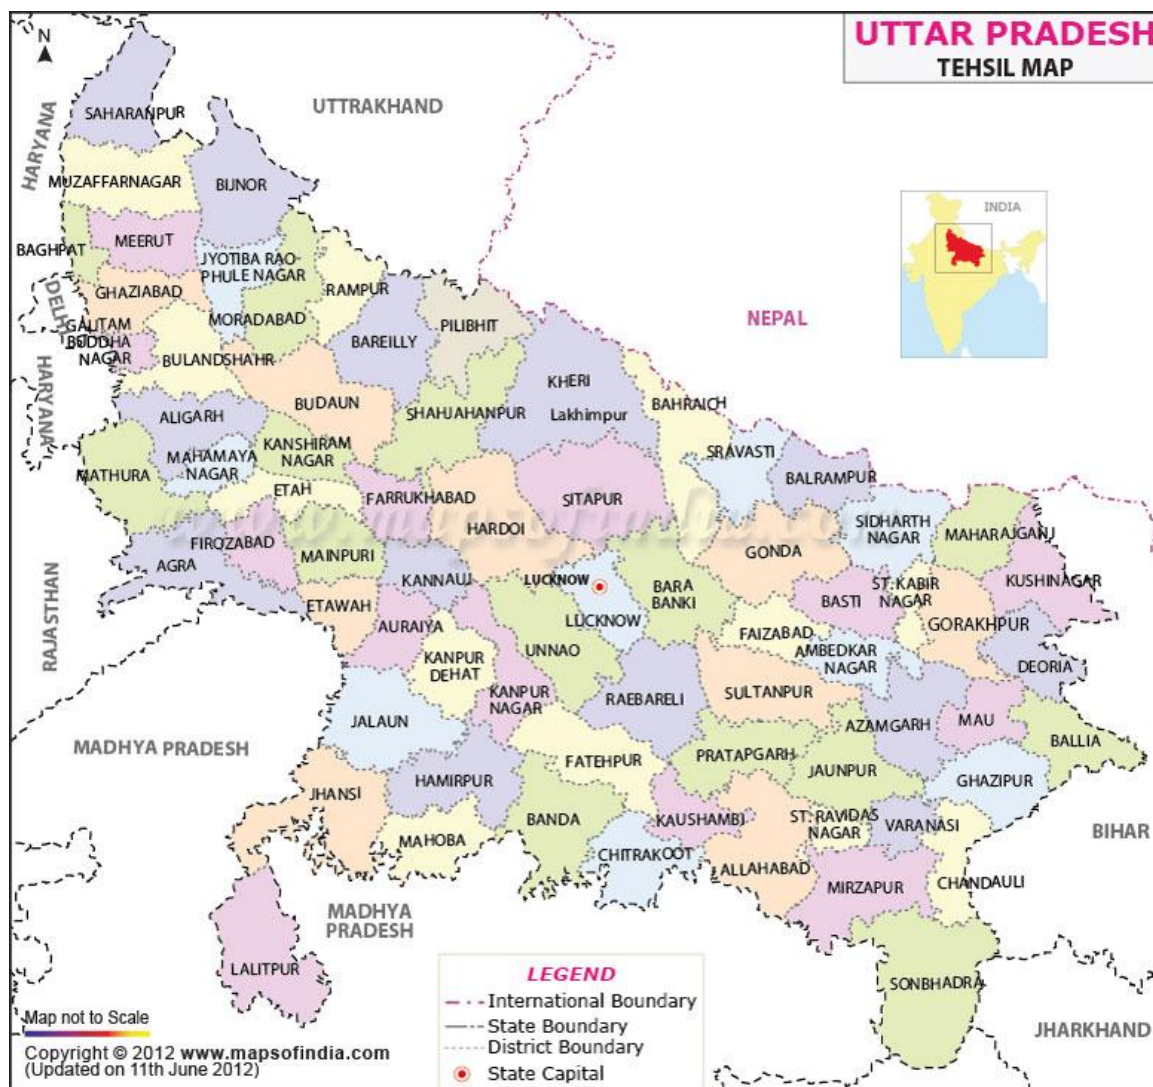 UTTAR PRADESH
TEHSIL MAP
N
HARYANA
UTTRAKHAND
SAHARANPUR
MUZAFFARNAGAR
BIJNOR
INDIA
BAGHPAT
MEERUT
JYOTIBA RAO-
PHULE NAGAR
GHAZIABAD
RAMPUR
DELHI
GAUTAM
BUDDHA
NAGAR
MORADABAD
PILIBHIT
NEPAL
BULANDSHAHR
BAREILLY
HARYANA
KHERI
Lakhimpur
BAHRAICH
BUDAUN
SHAHJAHANPUR
ALIGARH
MATHURA
MAHAMAYA
NAGAR
KANSHIRAM
NAGAR
SRAVASTI
BALRAMPUR
ETAH
FARRUKHABAD
SITAPUR
HARDOI
www.mapsofindia.com
SIDHARTH
NAGAR
MAHARAJGANJ
AGRA
FIROZABAD
MAINPURI
GONDA
RAJASTHAN
KANNAUJ
LUCKNOW
LUCKNOW
BARA
BANKI
BASTI
ST. KABIR
NAGAR
KUSHINAGAR
ETAWAH
AURAIYA
UNNAO
FAIZABAD
AMBEDKAR
NAGAR
GORAKHPUR
DEORIA
KANPUR
DEHAT
KANPUR
NAGAR
RAEBARELI
SULTANPUR
JALAUN
AZAMGARH
MAU
BALLIA
MADHYA PRADESH
FATEHPUR
PRATAPGARH
JAUNPUR
GHAZIPUR
JHANSI
HAMIRPUR
MAHOBA
BANDA
KAUSHAMBI
ST. RAVIDAS
NAGAR
VARANASI
BIHAR
CHITRAKOOT
ALLAHABAD
MIRZAPUR
CHANDAULI
MADHYA
PRADESH
LALITPUR
SONBHADRA
JHARKHAND
LEGEND
International Boundary
State Boundary
District Boundary
State Capital
Map not to Scale
Copyright © 2012 www.mapsofindia.com
(Updated on 11th June 2012)